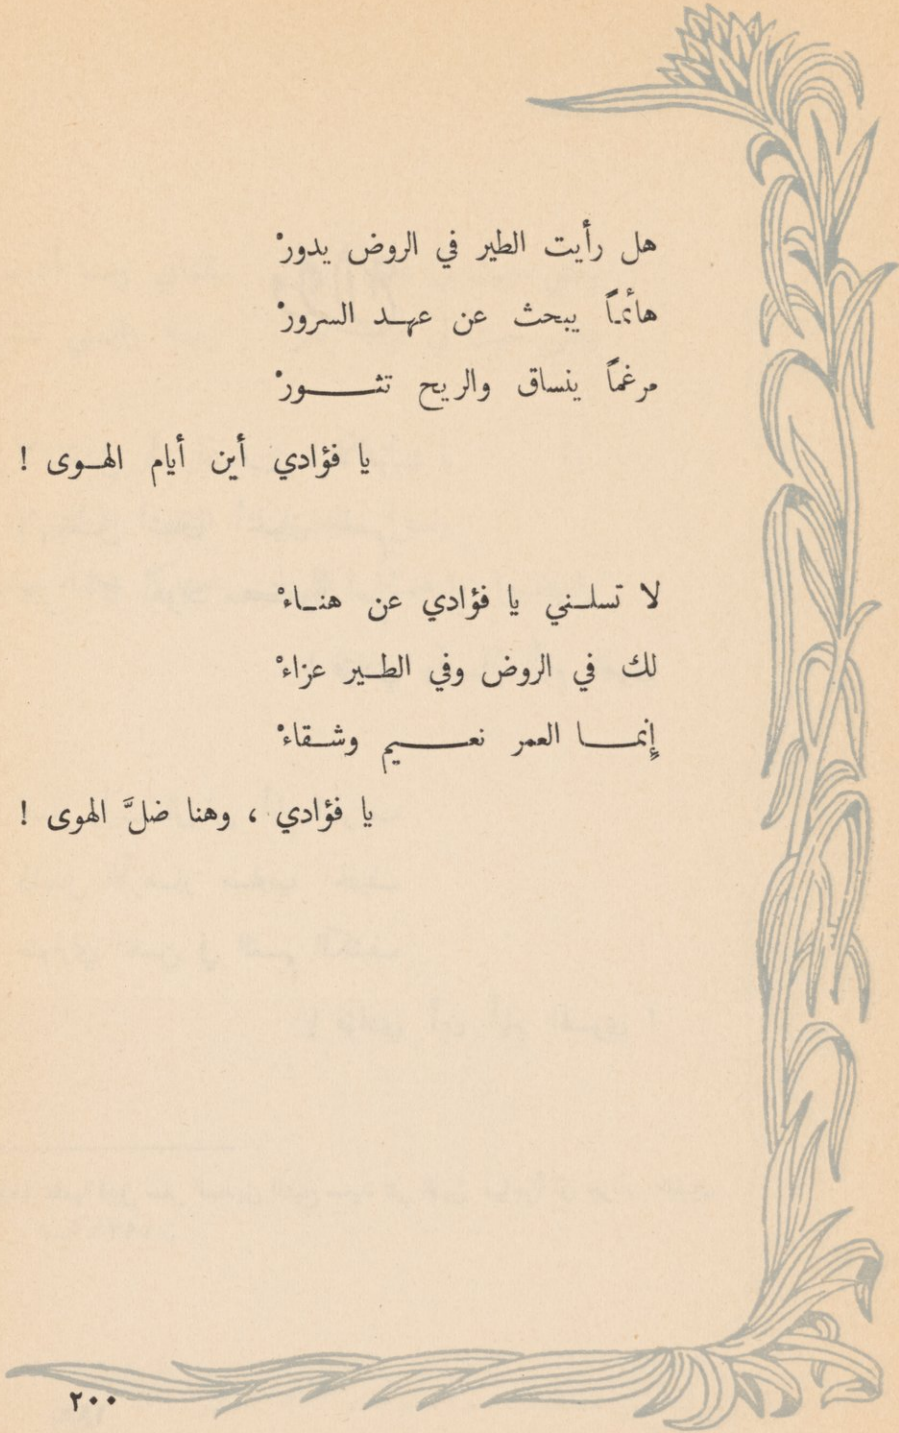 هل رأيت الطير في الروض يدورْ
هائماً يبحث عن عهد السرورْ
مرغماً ينساق والريح تثورْ
يا فؤادي أين أيام الهوى !
لا تسلني يا فؤادي عن هناءْ
لك في الروض وفي الطير عزاءْ
إنما العمر نعيم وشقاءْ
يا فؤادي ، وهنا ضلَّ الهوى !
٢٠٠